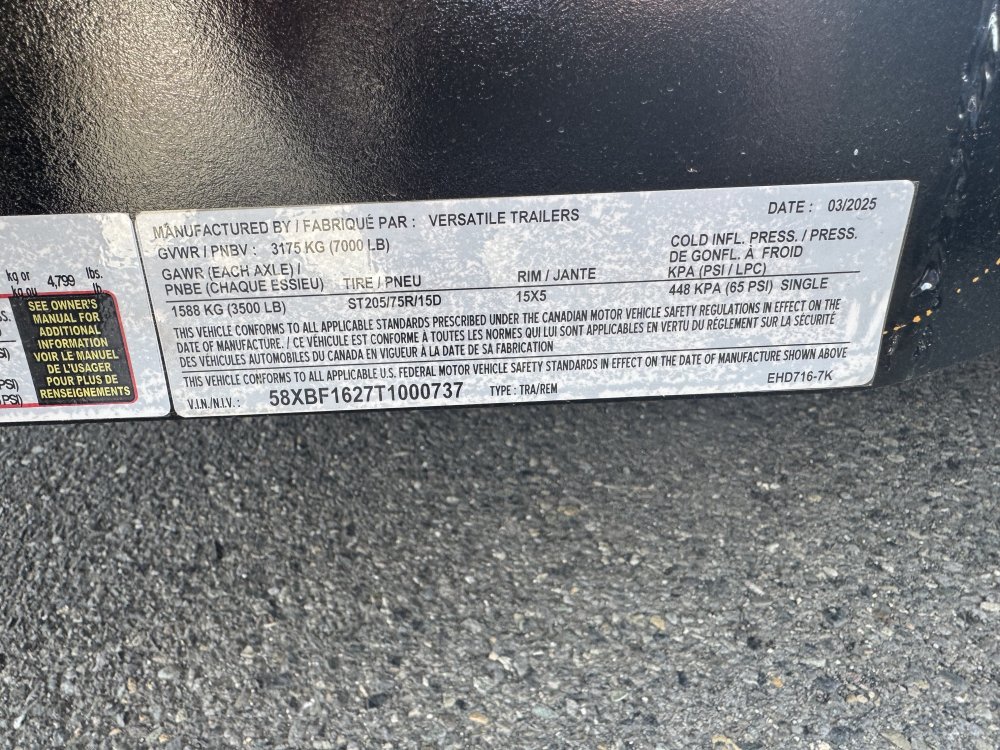 kg or 4,799 lbs.
kg ou lb
SEE OWNER'S
MANUAL FOR
ADDITIONAL
INFORMATION
VOIR LE MANUEL
DE L'USAGER
POUR PLUS DE
RENSEIGNEMENTS
MANUFACTURED BY / FABRIQUÉ PAR : VERSATILE TRAILERS DATE : 03/2025
GVWR / PNBV : 3175 KG (7000 LB)
GAWR (EACH AXLE) /
PNBE (CHAQUE ESSIEU) TIRE / PNEU RIM / JANTE
COLD INFL. PRESS. / PRESS.
DE GONFL. À FROID
KPA (PSI / LPC)
1588 KG (3500 LB) ST205/75R/15D 15X5 448 KPA (65 PSI) SINGLE
THIS VEHICLE CONFORMS TO ALL APPLICABLE STANDARDS PRESCRIBED UNDER THE CANADIAN MOTOR VEHICLE SAFETY REGULATIONS IN EFFECT ON THE
DATE OF MANUFACTURE. / CE VÉHICULE EST CONFORME À TOUTES LES NORMES QUI LUI SONT APPLICABLES EN VERTU DU RÈGLEMENT SUR LA SÉCURITÉ
DES VÉHICULES AUTOMOBILES DU CANADA EN VIGUEUR À LA DATE DE SA FABRICATION
THIS VEHICLE CONFORMS TO ALL APPLICABLE U.S. FEDERAL MOTOR VEHICLE SAFETY STANDARDS IN EFFECT ON THE DATE OF MANUFACTURE SHOWN ABOVE
V.I.N./N.I.V. : 58XBF1627T1000737 TYPE : TRA/REM EHD716-7K